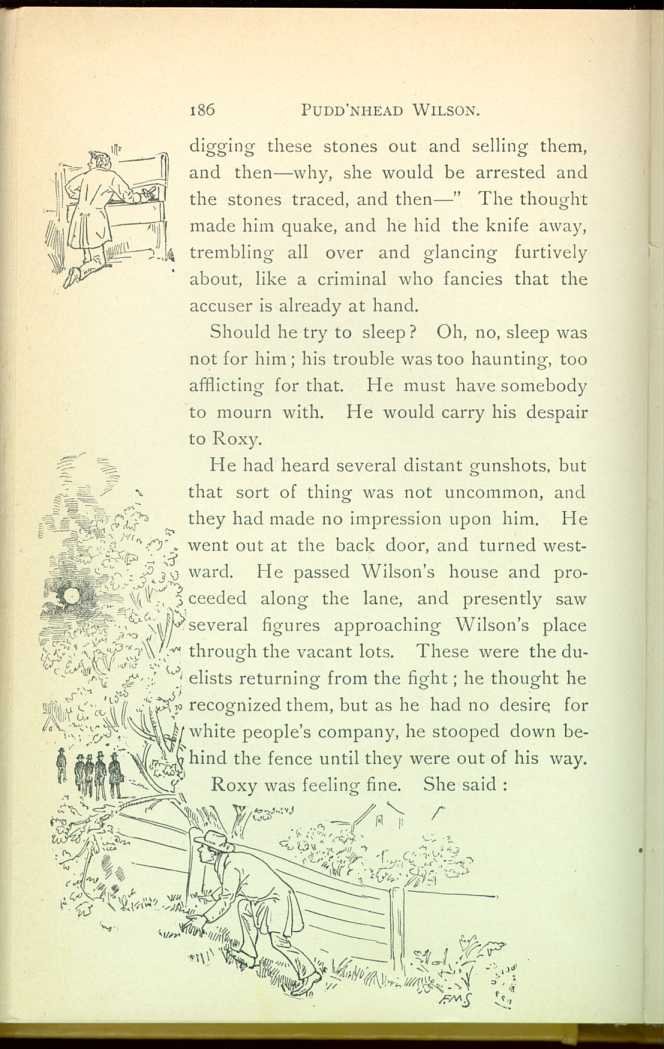 186 PUDD'NHEAD WILSON.
digging these stones out and selling them,
and then—why, she would be arrested and
the stones traced, and then—" The thought
made him quake, and he hid the knife away,
trembling all over and glancing furtively
about, like a criminal who fancies that the
accuser is already at hand.
Should he try to sleep? Oh, no, sleep was
not for him; his trouble was too haunting, too
afflicting for that. He must have somebody
to mourn with. He would carry his despair
to Roxy.
He had heard several distant gunshots, but
that sort of thing was not uncommon, and
they had made no impression upon him. He
went out at the back door, and turned west-
ward. He passed Wilson's house and pro-
ceeded along the lane, and presently saw
several figures approaching Wilson's place
through the vacant lots. These were the du-
elists returning from the fight; he thought he
recognized them, but as he had no desire for
white people's company, he stooped down be-
hind the fence until they were out of his way.
Roxy was feeling fine. She said:
F.M.S